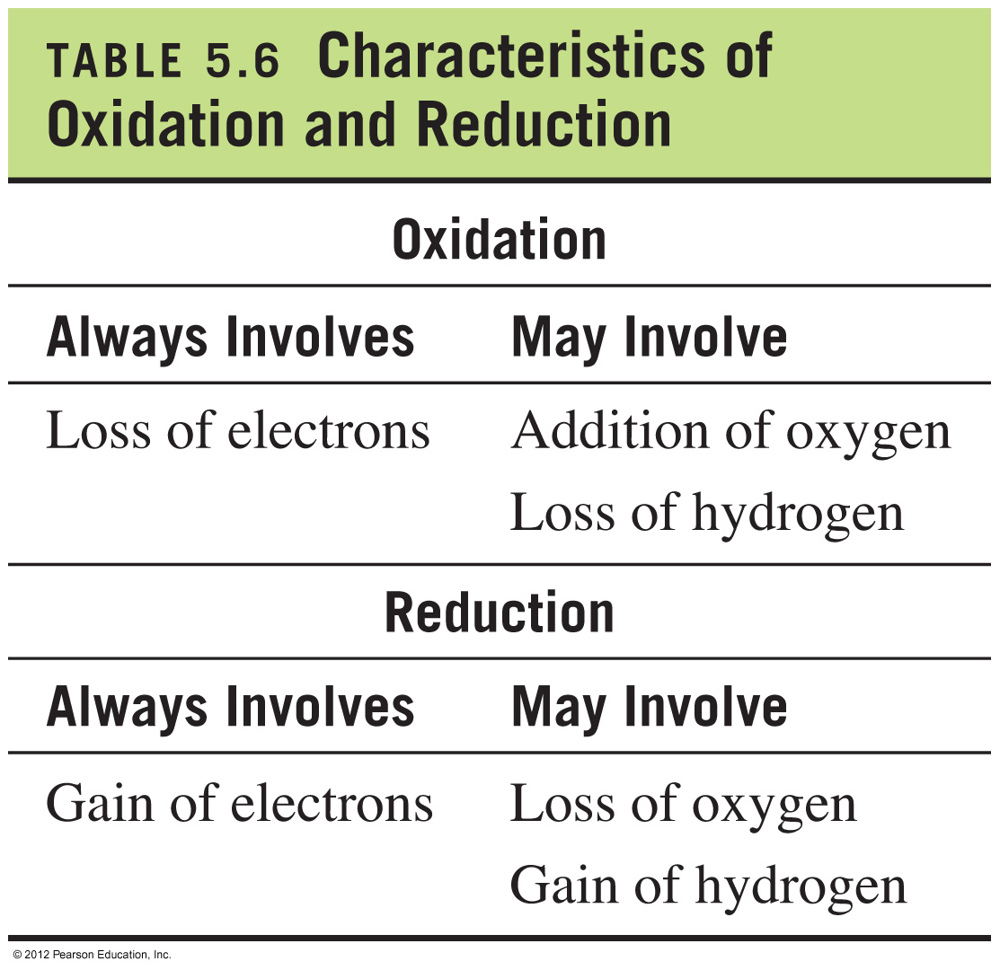 TABLE 5.6 Characteristics of
Oxidation and Reduction
Oxidation
Always Involves May Involve
Loss of electrons Addition of oxygen
Loss of hydrogen
Reduction
Always Involves May Involve
Gain of electrons Loss of oxygen
Gain of hydrogen
© 2012 Pearson Education, Inc.